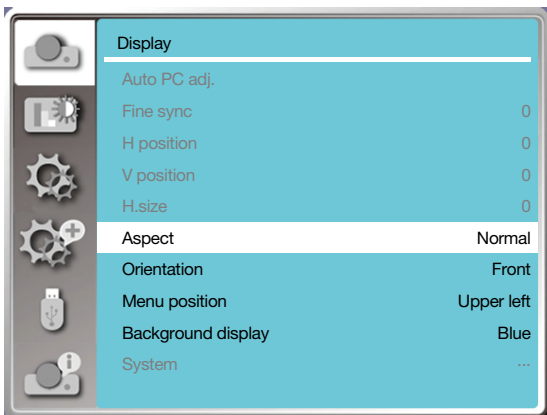 Display
Auto PC adj.
Fine sync 0
H position 0
V position 0
H.size 0
Aspect Normal
Orientation Front
Menu position Upper left
Background display Blue
System ...